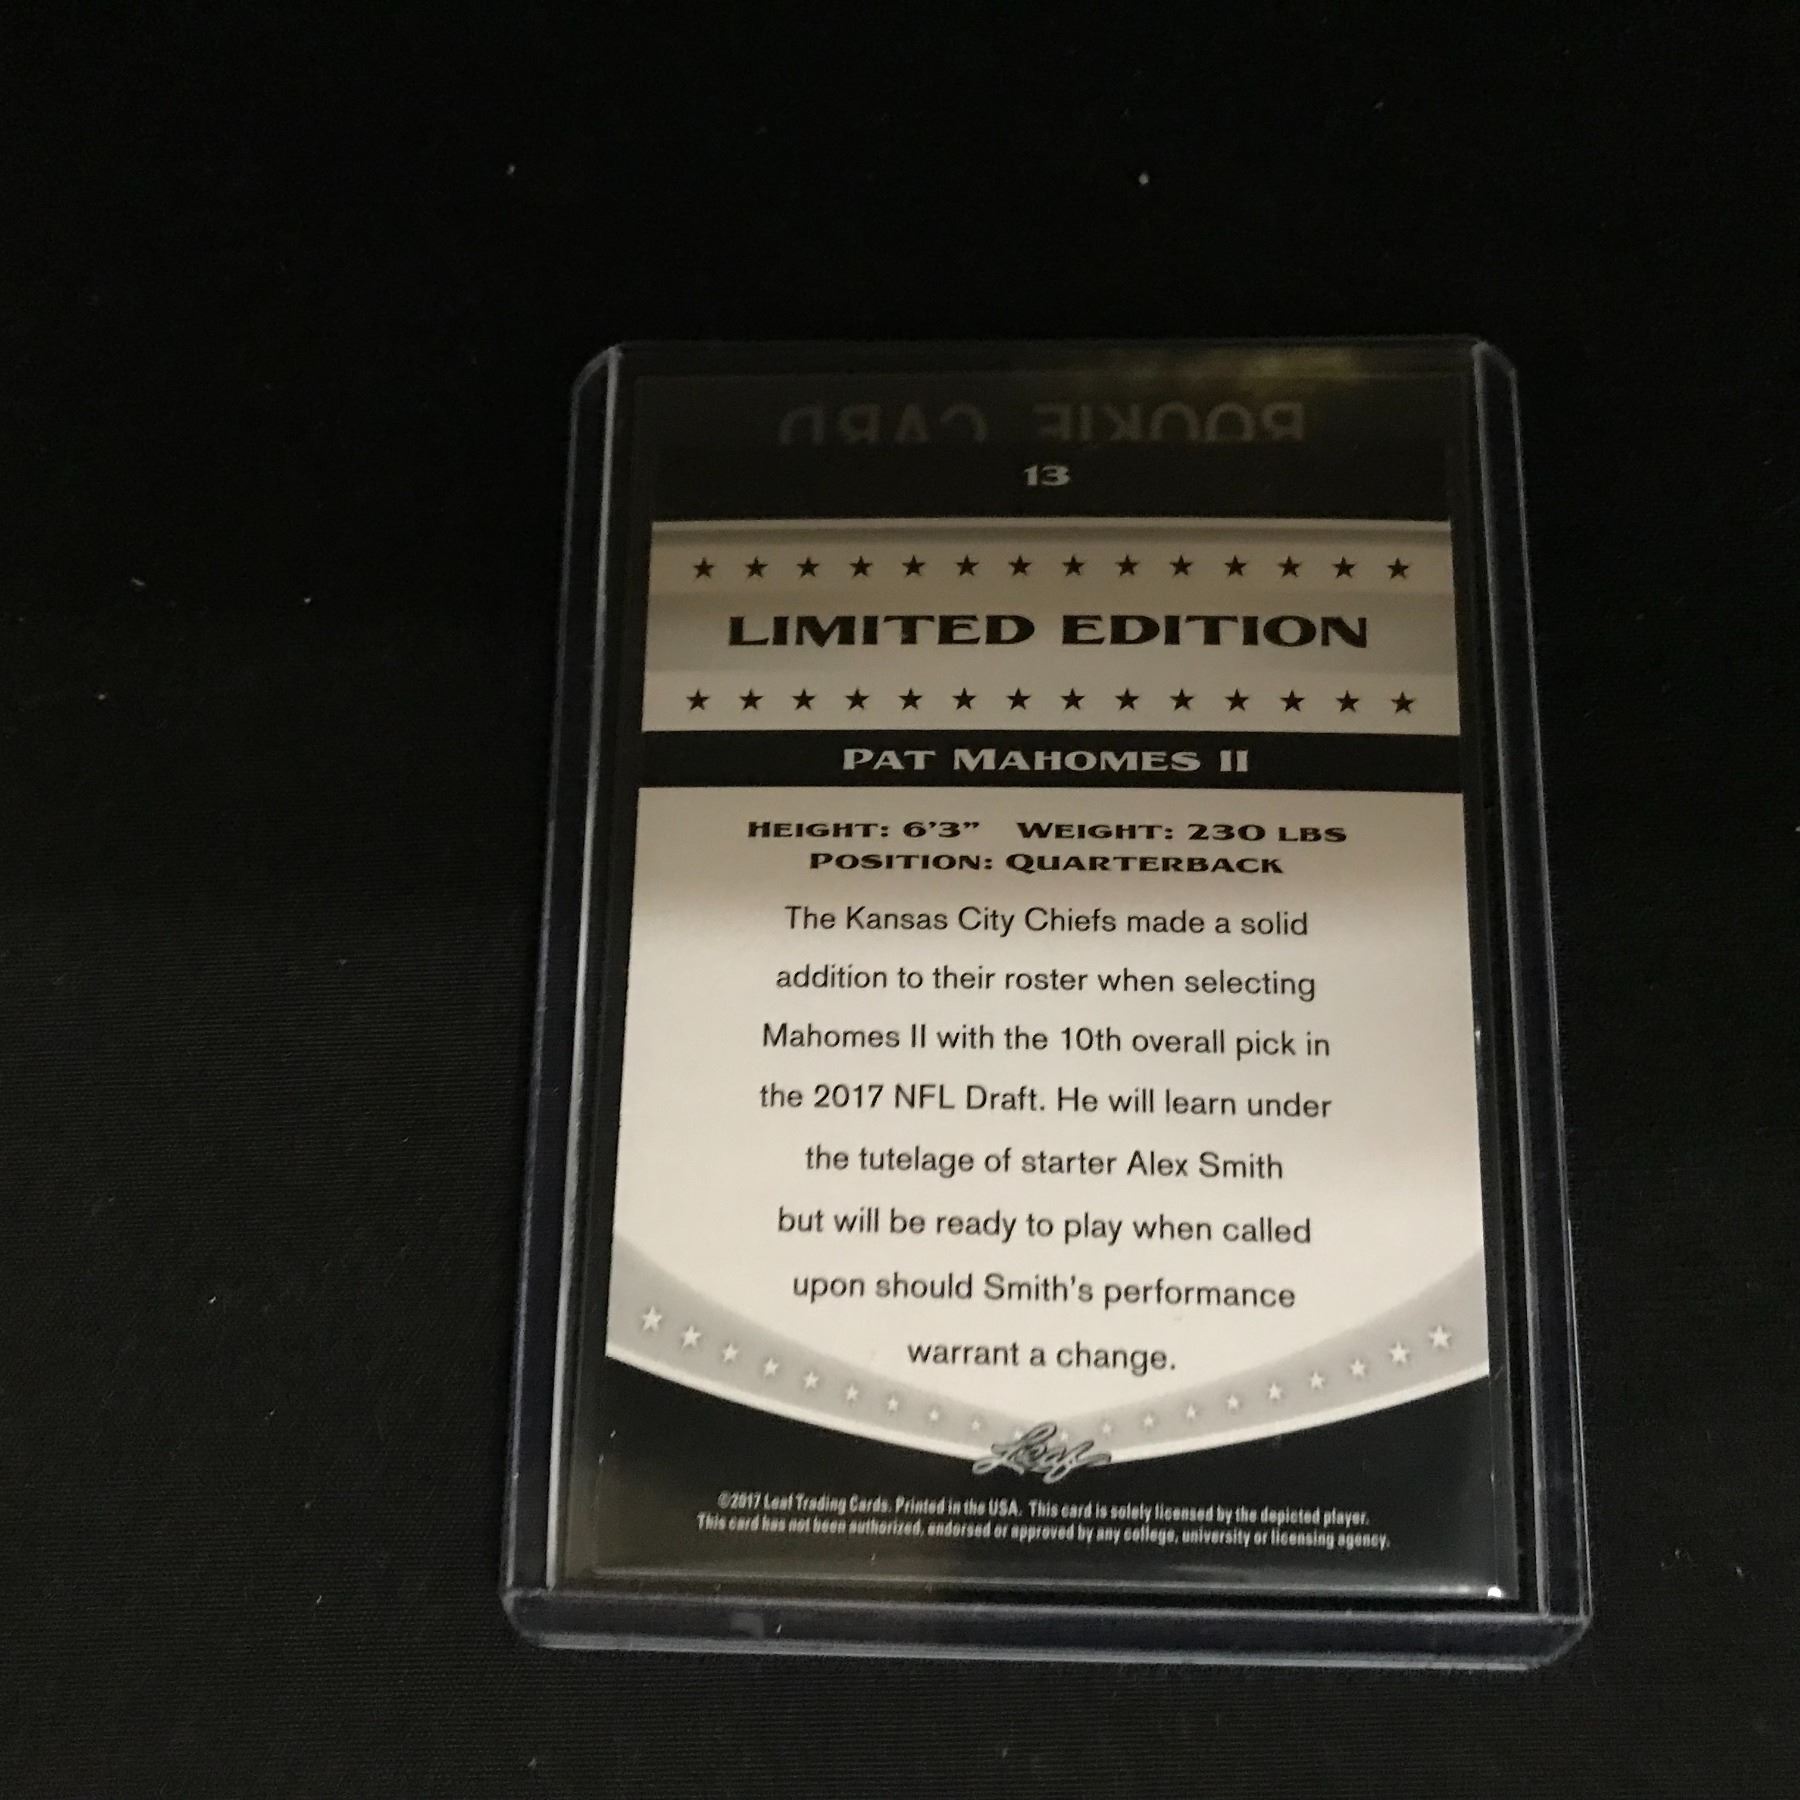 ROOKIE CARD
13
LIMITED EDITION
PAT MAHOMES II
HEIGHT: 6'3” WEIGHT: 230 LBS
POSITION: QUARTERBACK
The Kansas City Chiefs made a solid
addition to their roster when selecting
Mahomes II with the 10th overall pick in
the 2017 NFL Draft. He will learn under
the tutelage of starter Alex Smith
but will be ready to play when called
upon should Smith's performance
warrant a change.
Leaf
©2017 Leaf Trading Cards. Printed in the USA. This card is solely licensed by the depicted player.
This card has not been authorized, endorsed or approved by any college, university or licensing agency.